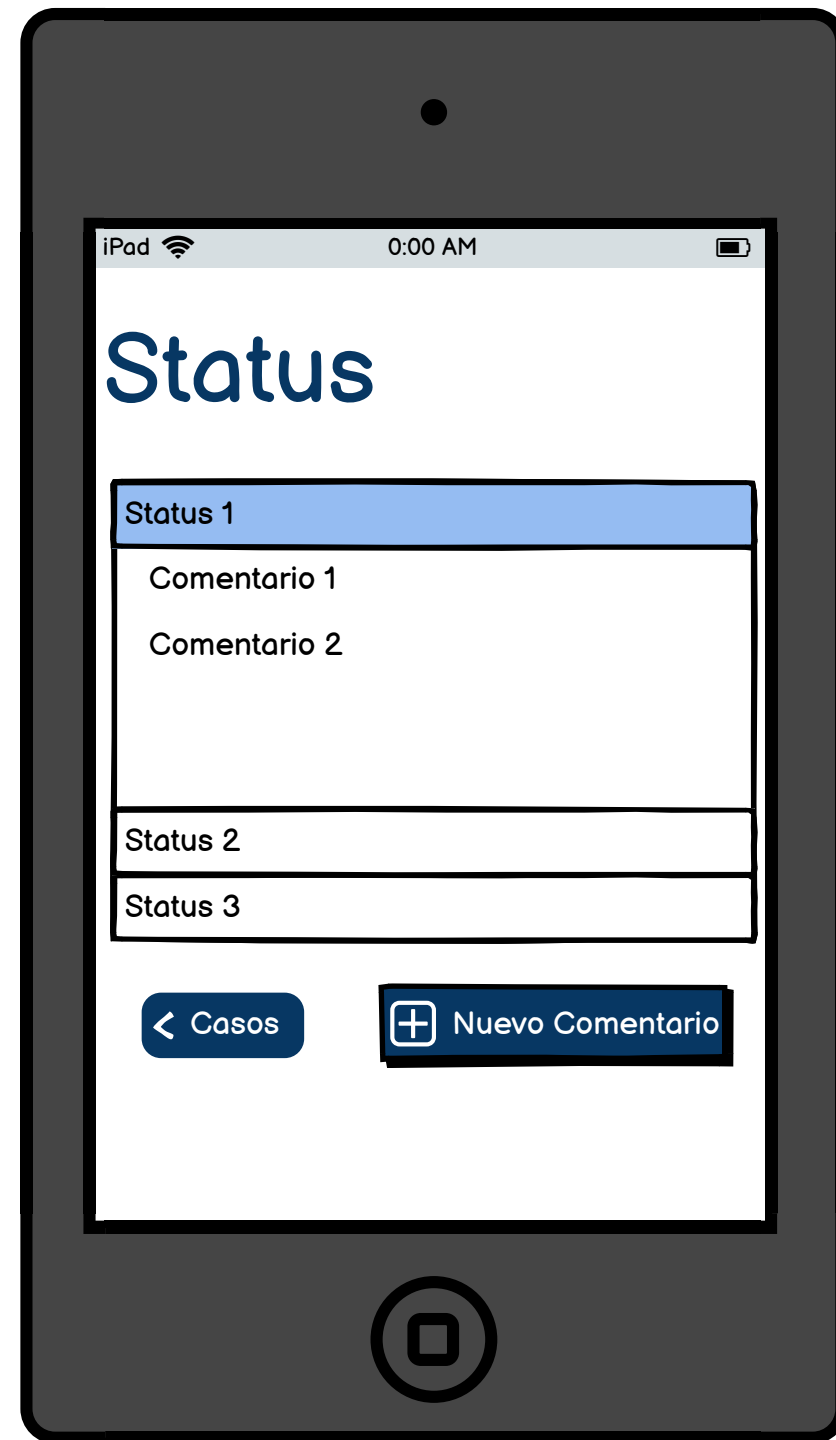 iPad 0:00 AM
Status
Status 1
Comentario 1
Comentario 2
Status 2
Status 3
Casos
Nuevo Comentario